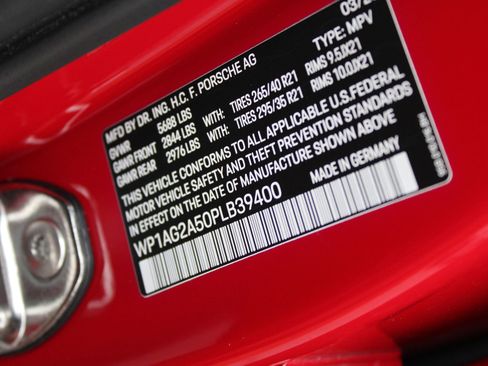 MFD BY DR. ING. H.C. F. PORSCHE AG 03/2
GVWR 5688 LBS TYPE: MPV
GAWR FRONT 2844 LBS WITH TIRES 265/40 R21 RIMS 9.5JX21
GAWR REAR 2976 LBS WITH TIRES 295/35 R21 RIMS 10.0JX21
THIS VEHICLE CONFORMS TO ALL APPLICABLE U.S. FEDERAL
MOTOR VEHICLE SAFETY AND THEFT PREVENTION STANDARDS
IN EFFECT ON THE DATE OF MANUFACTURE SHOWN ABOVE
WP1AG2A50PLB39400 MADE IN GERMANY